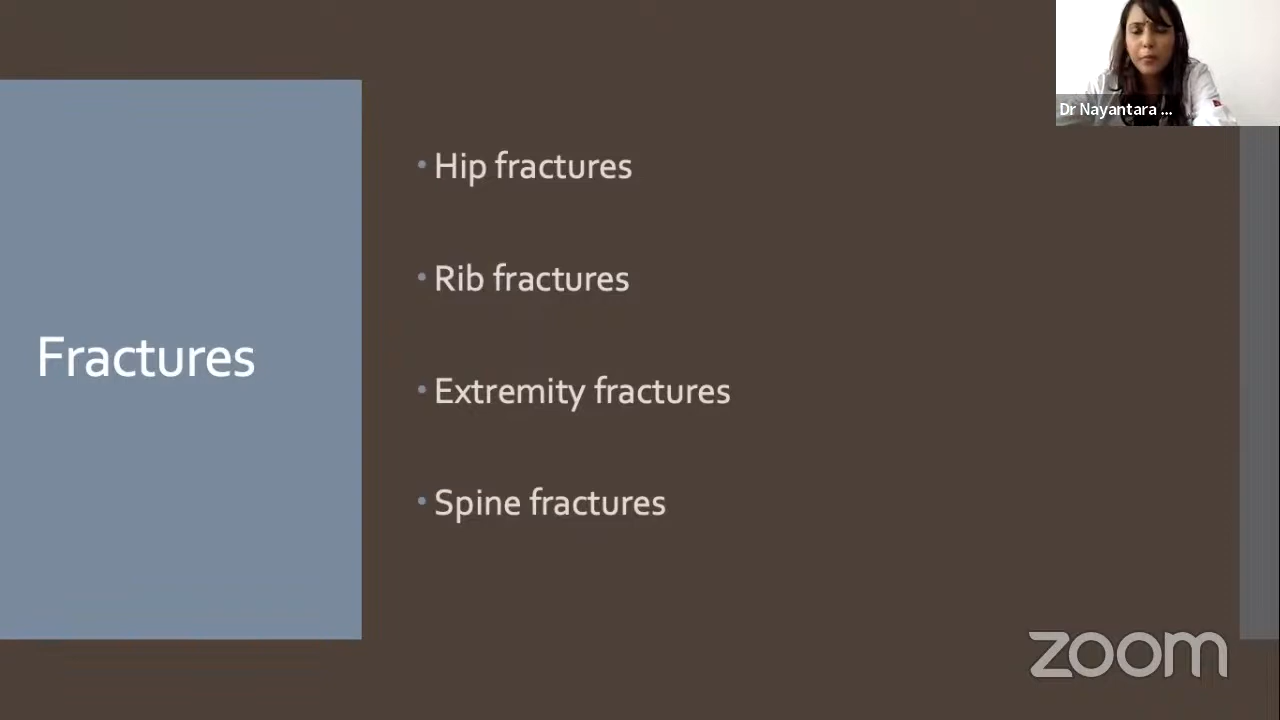 Dr Nayantara ...
• Hip fractures
• Rib fractures
Fractures
• Extremity fractures
• Spine fractures
zoom